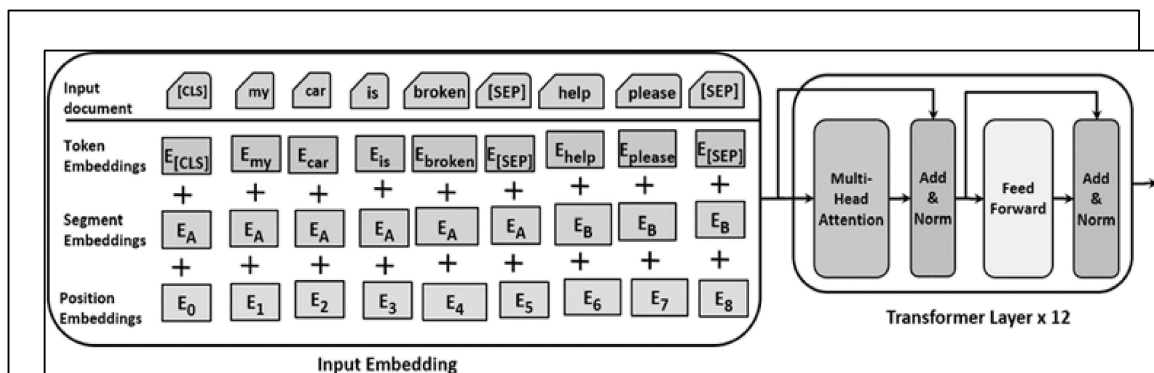 Input document [CLS] my car is broken [SEP] help please [SEP]
Token Embeddings E[CLS] Emy Ecar Eis Ebroken E[SEP] Ehelp Eplease E[SEP]
+ + + + + + + + +
Segment Embeddings EA EA EA EA EA EA EB EB EB
+ + + + + + + + +
Position Embeddings E0 E1 E2 E3 E4 E5 E6 E7 E8
Input Embedding
Multi-
Head
Attention
Add
&
Norm
Feed
Forward
Add
&
Norm
Transformer Layer x 12